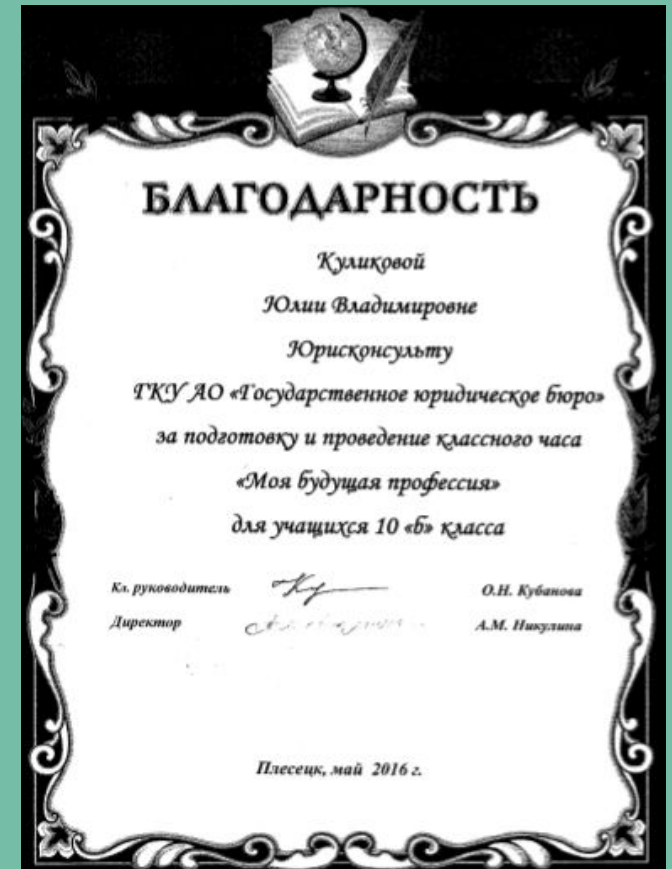 БЛАГОДАРНОСТЬ
Куликовой
Юлии Владимировне
Юрисконсульту
ГКУ АО «Государственное юридическое бюро»
за подготовку и проведение классного часа
«Моя будущая профессия»
для учащихся 10 «б» класса
Кл. руководитель О.Н. Кубанова
Директор А.М. Никулина
Плесецк, май 2016 г.